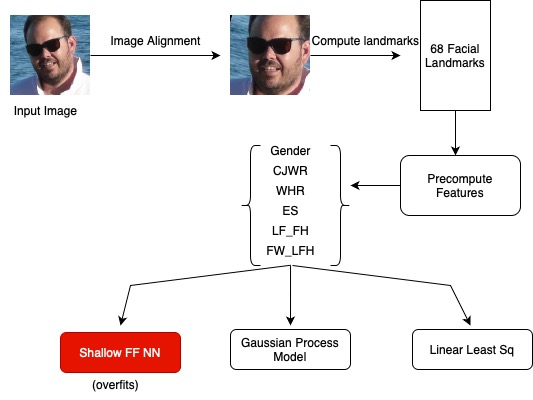 Image Alignment
Compute landmarks
68 Facial
Landmarks
Input Image
Gender
CJWR
WHR
ES
LF_FH
FW_LFH
Precompute
Features
Shallow FF NN
(overfits)
Gaussian Process
Model
Linear Least Sq